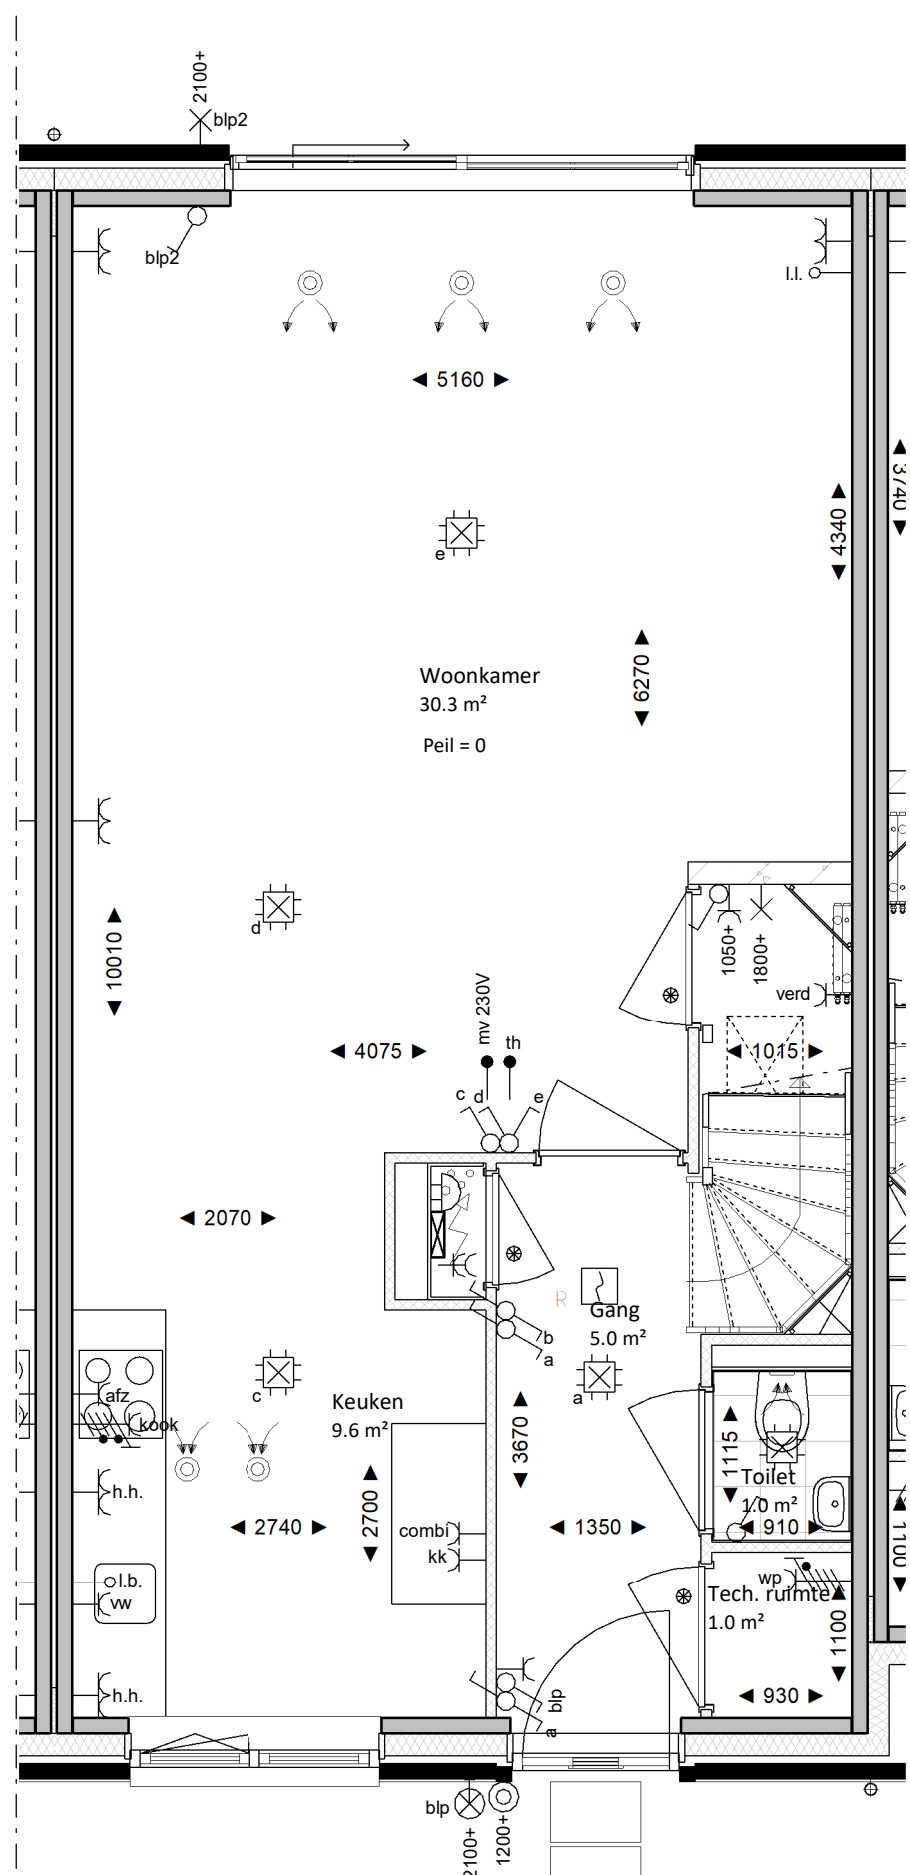 2100+
blp2
blp2
l.l.
5160
3740
4340
e
6270
Woonkamer
30.3 m²
Peil = 0
d
10010
1050+
1800+
verd
mv 230V
th
4075
1015
c
d
e
2070
R
Gang
5.0 m²
b
a
a
c
Keuken
9.6 m²
afz
kook
3670
1115
Toilet
1.0 m²
h.h.
2740
2700
1350
910
combi
kk
l.b.
vw
wp
Tech. ruimte
1.0 m²
1100
1100
h.h.
blp
a
930
blp
2100+
1200+